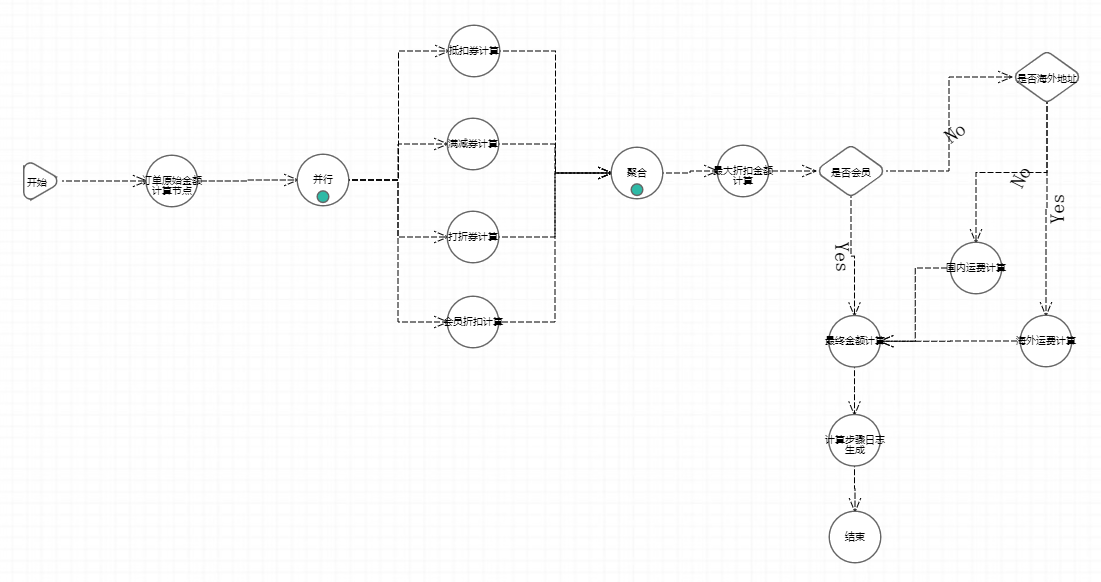 开始
订单原始金额
计算节点
并行
抵扣券计算
满减券计算
打折券计算
会员折扣计算
聚合
最大折扣金额
计算
是否会员
No
是否海外地址
No
Yes
Yes
国内运费计算
海外运费计算
最终金额计算
计算步骤日志
生成
结束